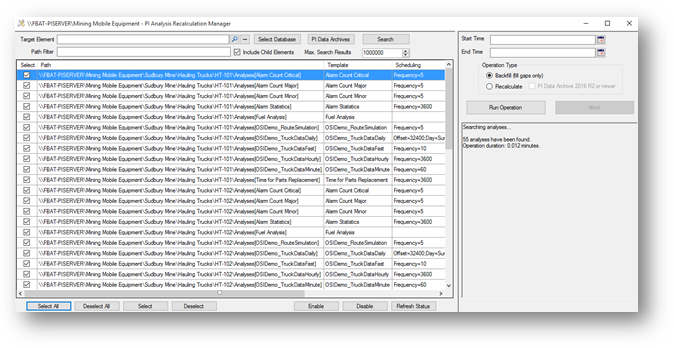 \\FBAT-PISERVER\Mining Mobile Equipment - PI Analysis Recalculation Manager
Target Element
Select Database
PI Data Archives
Search
Path Filter
Include Child Elements
Max. Search Results
1000000
Select Path Template Scheduling
\\FBAT-PISERVER\Mining Mobile Equipment\Sudbury Mine\Hauling Trucks\HT-101\Analyses[Alarm Count Critical] Alarm Count Critical Frequency=5
\\FBAT-PISERVER\Mining Mobile Equipment\Sudbury Mine\Hauling Trucks\HT-101\Analyses[Alarm Count Major] Alarm Count Major Frequency=5
\\FBAT-PISERVER\Mining Mobile Equipment\Sudbury Mine\Hauling Trucks\HT-101\Analyses[Alarm Count Minor] Alarm Count Minor Frequency=5
\\FBAT-PISERVER\Mining Mobile Equipment\Sudbury Mine\Hauling Trucks\HT-101\Analyses[Alarm Statistics] Alarm Statistics Frequency=3600
\\FBAT-PISERVER\Mining Mobile Equipment\Sudbury Mine\Hauling Trucks\HT-101\Analyses[Fuel Analysis] Fuel Analysis
\\FBAT-PISERVER\Mining Mobile Equipment\Sudbury Mine\Hauling Trucks\HT-101\Analyses[OSIDemo_RouteSimulation] OSIDemo_RouteSimulation Frequency=5
\\FBAT-PISERVER\Mining Mobile Equipment\Sudbury Mine\Hauling Trucks\HT-101\Analyses[OSIDemo_TruckDataDaily] OSIDemo_TruckDataDaily Offset=32400;Day=Sun
\\FBAT-PISERVER\Mining Mobile Equipment\Sudbury Mine\Hauling Trucks\HT-101\Analyses[OSIDemo_TruckDataFast] OSIDemo_TruckDataFast Frequency=10
\\FBAT-PISERVER\Mining Mobile Equipment\Sudbury Mine\Hauling Trucks\HT-101\Analyses[OSIDemo_TruckDataHourly] OSIDemo_TruckDataHourly Frequency=3600
\\FBAT-PISERVER\Mining Mobile Equipment\Sudbury Mine\Hauling Trucks\HT-101\Analyses[OSIDemo_TruckDataMinute] OSIDemo_TruckDataMinute Frequency=60
\\FBAT-PISERVER\Mining Mobile Equipment\Sudbury Mine\Hauling Trucks\HT-101\Analyses[Time for Parts Replacement] Time for Parts Replacement Frequency=3600
\\FBAT-PISERVER\Mining Mobile Equipment\Sudbury Mine\Hauling Trucks\HT-102\Analyses[Alarm Count Critical] Alarm Count Critical Frequency=5
\\FBAT-PISERVER\Mining Mobile Equipment\Sudbury Mine\Hauling Trucks\HT-102\Analyses[Alarm Count Major] Alarm Count Major Frequency=5
\\FBAT-PISERVER\Mining Mobile Equipment\Sudbury Mine\Hauling Trucks\HT-102\Analyses[Alarm Count Minor] Alarm Count Minor Frequency=5
\\FBAT-PISERVER\Mining Mobile Equipment\Sudbury Mine\Hauling Trucks\HT-102\Analyses[Alarm Statistics] Alarm Statistics Frequency=3600
\\FBAT-PISERVER\Mining Mobile Equipment\Sudbury Mine\Hauling Trucks\HT-102\Analyses[Fuel Analysis] Fuel Analysis
\\FBAT-PISERVER\Mining Mobile Equipment\Sudbury Mine\Hauling Trucks\HT-102\Analyses[OSIDemo_RouteSimulation] OSIDemo_RouteSimulation Frequency=5
\\FBAT-PISERVER\Mining Mobile Equipment\Sudbury Mine\Hauling Trucks\HT-102\Analyses[OSIDemo_TruckDataDaily] OSIDemo_TruckDataDaily Offset=32400;Day=Sun
\\FBAT-PISERVER\Mining Mobile Equipment\Sudbury Mine\Hauling Trucks\HT-102\Analyses[OSIDemo_TruckDataFast] OSIDemo_TruckDataFast Frequency=10
\\FBAT-PISERVER\Mining Mobile Equipment\Sudbury Mine\Hauling Trucks\HT-102\Analyses[OSIDemo_TruckDataHourly] OSIDemo_TruckDataHourly Frequency=3600
\\FBAT-PISERVER\Mining Mobile Equipment\Sudbury Mine\Hauling Trucks\HT-102\Analyses[OSIDemo_TruckDataMinute] OSIDemo_TruckDataMinute Frequency=60
Select All
Deselect All
Select
Deselect
Enable
Disable
Refresh Status
Start Time
End Time
Operation Type
Backfill (fill gaps only)
Recalculate
PI Data Archive 2016 R2 or newer
Run Operation
Abort
Searching analyses...
55 analyses have been found.
Operation duration: 0.012 minutes.